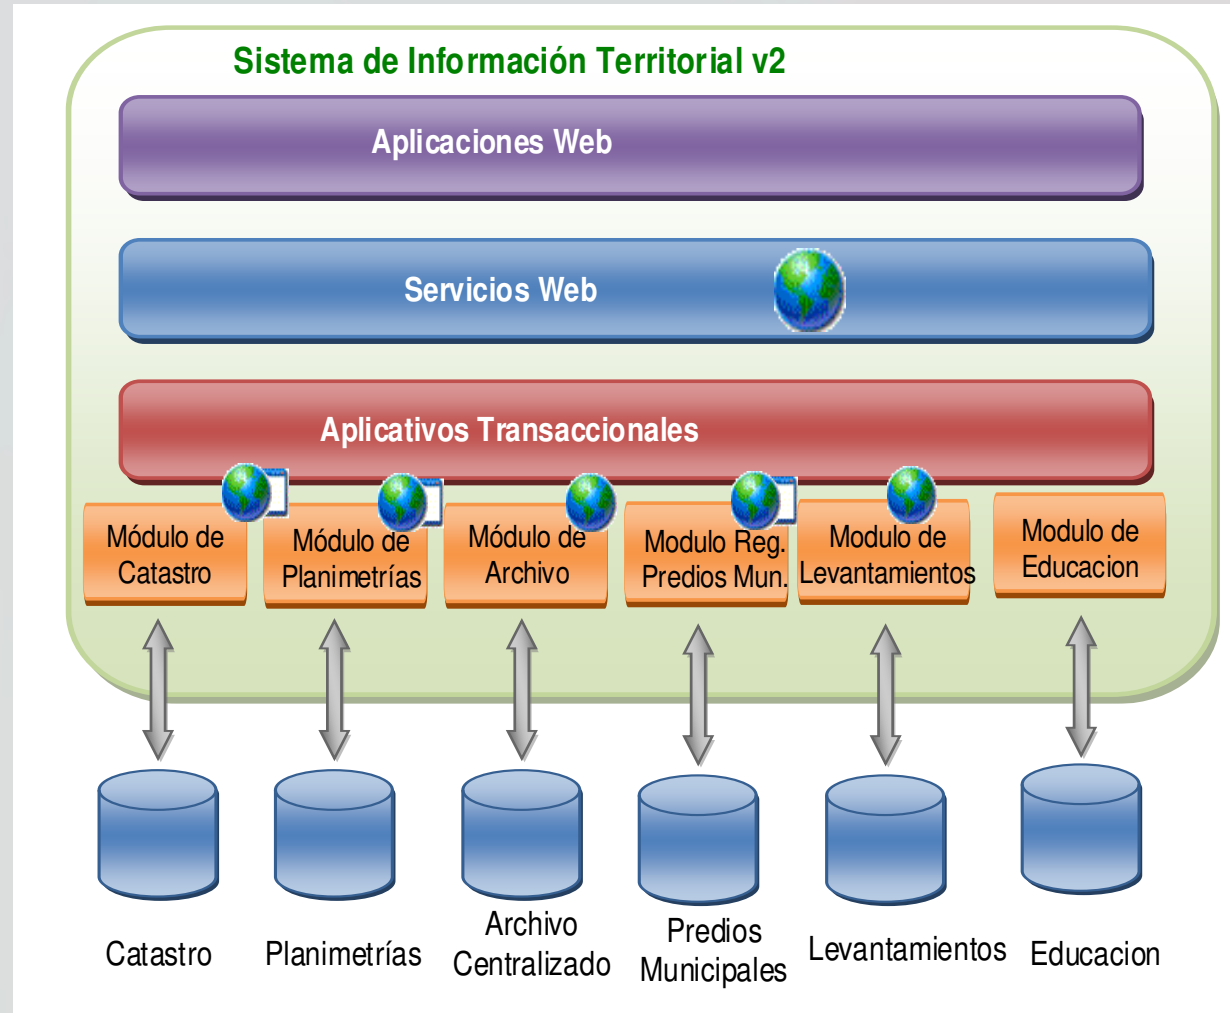 Sistema de Información Territorial v2
Aplicaciones Web
Servicios Web
Aplicativos Transaccionales
Módulo de
Catastro
Módulo de
Planimetrías
Módulo de
Archivo
Modulo Reg.
Predios Mun.
Modulo de
Levantamientos
Modulo de
Educacion
Catastro
Planimetrías
Archivo
Centralizado
Predios
Municipales
Levantamientos
Educacion